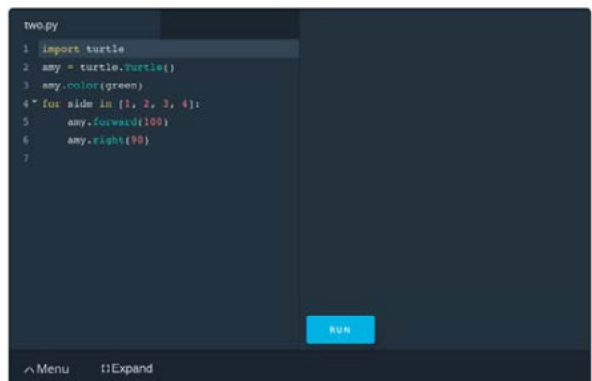 two.py
1 import turtle
2 amy = turtle.Turtle()
3 amy.color(green)
4 for side in [1, 2, 3, 4]:
5 amy.forward(100)
6 amy.right(90)
7
RUN
Menu Expand